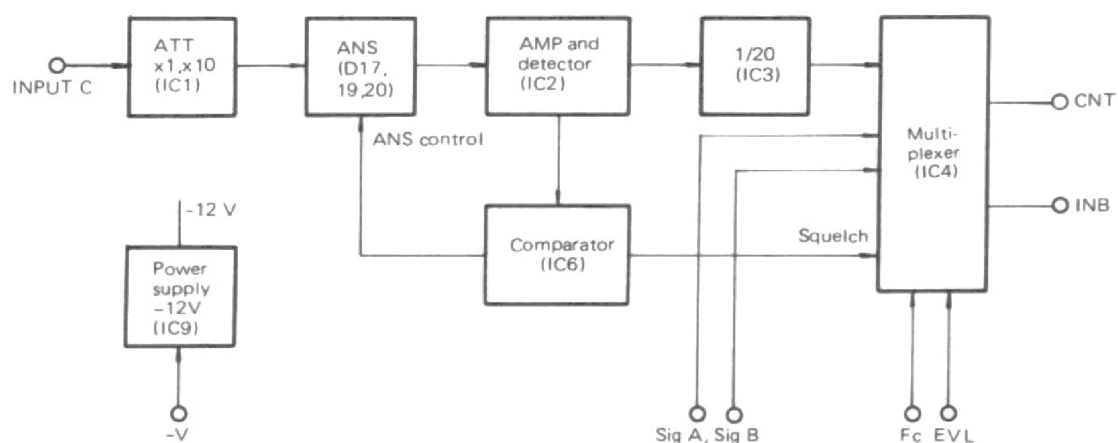 INPUT C
ATT
x1,x10
(IC1)
ANS
(D17,
19,20)
AMP and
detector
(IC2)
1/20
(IC3)
Multi-
plexer
(IC4)
CNT
INB
ANS control
Comparator
(IC6)
Squelch
-12 V
Power
supply
-12V
(IC9)
-V
Sig A, Sig B
Fc EVL